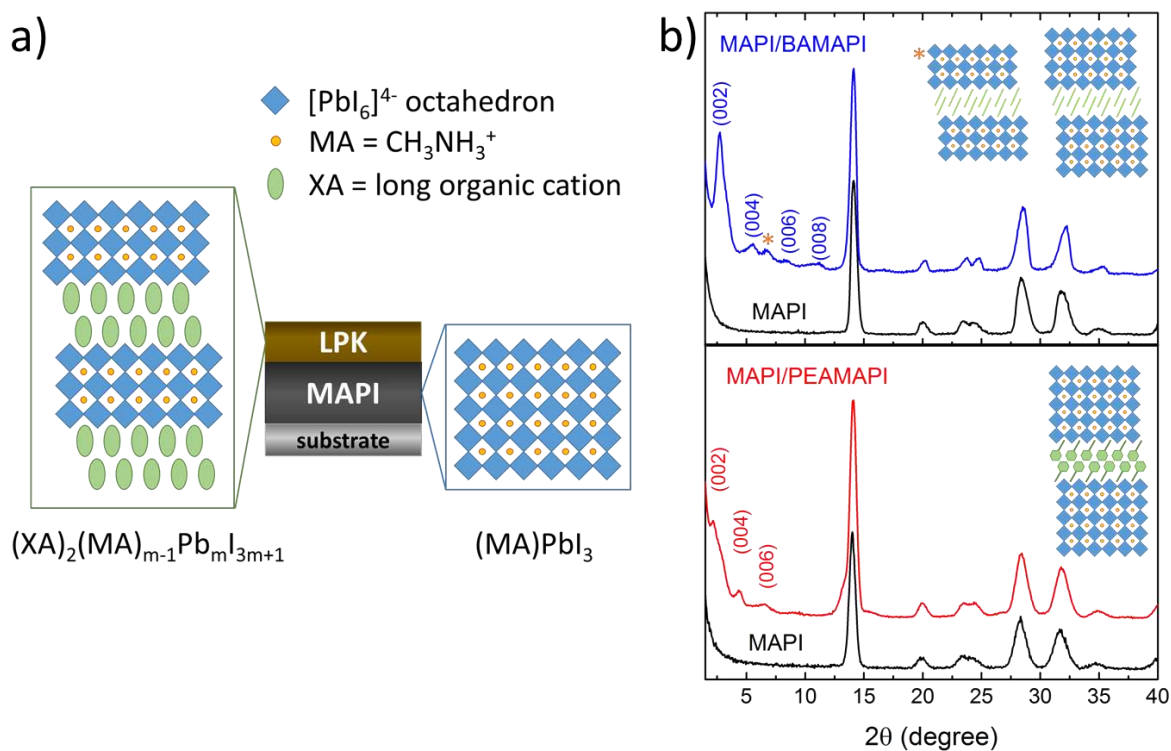 a)
[PbI₆]⁴⁻ octahedron
MA = CH₃NH₃⁺
XA = long organic cation
LPK
MAPI
substrate
(XA)₂(MA)ₘ₋₁PbₘI₃ₘ₊₁
(MA)PbI₃
b)
MAPI/BAMAPI
*
(002)
(004)
*
(006)
(008)
MAPI
MAPI/PEAMAPI
(002)
(004)
(006)
MAPI
5 10 15 20 25 30 35 40
2θ (degree)